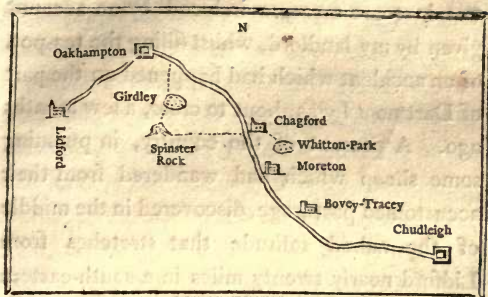 N
Oakhampton
Girdley
Lidford
Spinster
Rock
Chagford
Whitton-Park
Moreton
Bovey-Tracey
Chudleigh